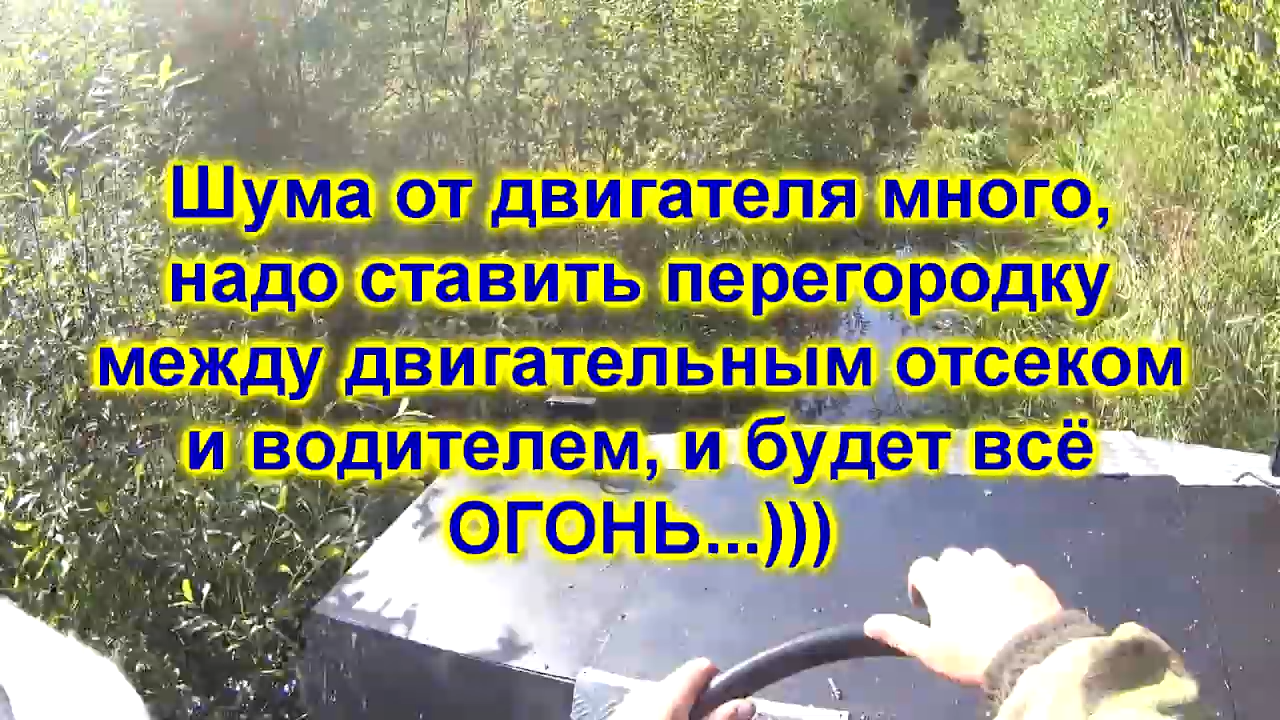 Шума от двигателя много,
надо ставить перегородку
между двигательным отсеком
и водителем, и будет всё
ОГОНЬ...)))